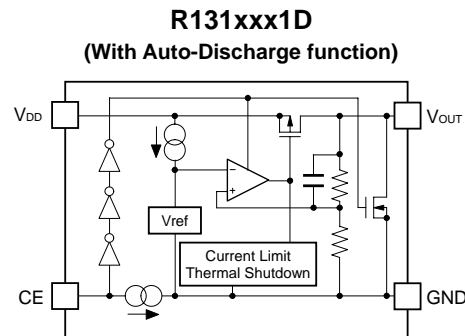 R131xxx1D
(With Auto-Discharge function)
VDD
VOUT
−
+
Vref
Current Limit
Thermal Shutdown
CE
GND